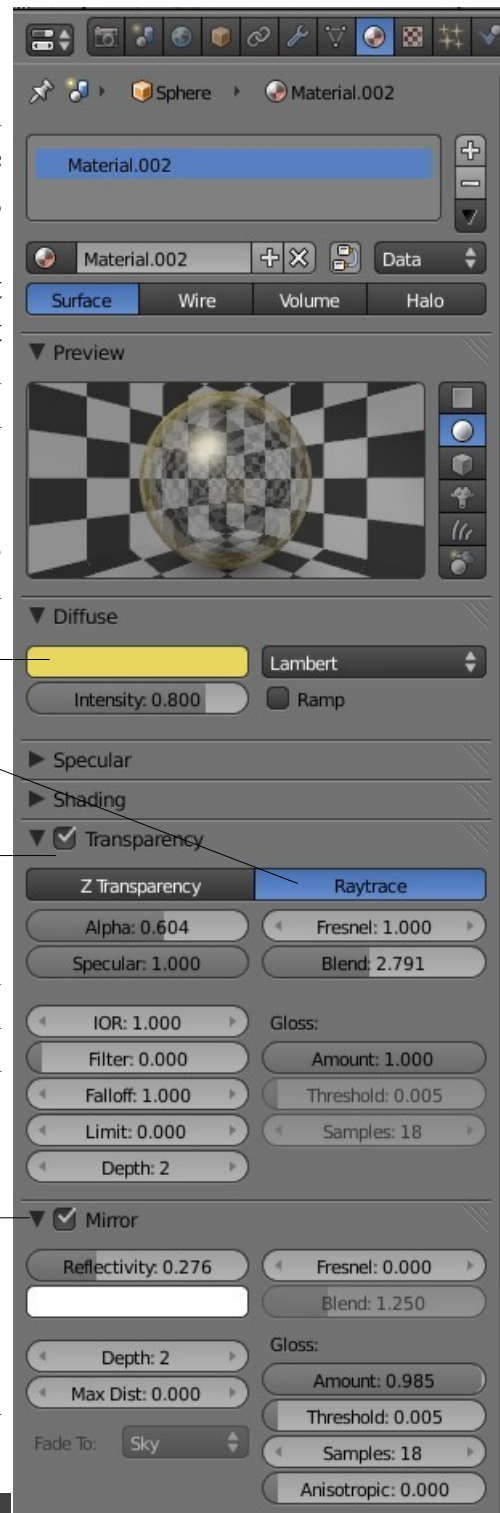 Sphere Material.002
Material.002
Material.002 Data
Surface Wire Volume Halo
Preview
Diffuse
Lambert
Intensity: 0.800 Ramp
Specular
Shading
Transparency
Z Transparency Raytrace
Alpha: 0.604 Fresnel: 1.000
Specular: 1.000 Blend: 2.791
IOR: 1.000 Gloss:
Filter: 0.000 Amount: 1.000
Falloff: 1.000 Threshold: 0.005
Limit: 0.000 Samples: 18
Depth: 2
Mirror
Reflectivity: 0.276 Fresnel: 0.000
Blend: 1.250
Gloss:
Depth: 2 Amount: 0.985
Max Dist: 0.000 Threshold: 0.005
Fade To: Sky Samples: 18
Anisotropic: 0.000